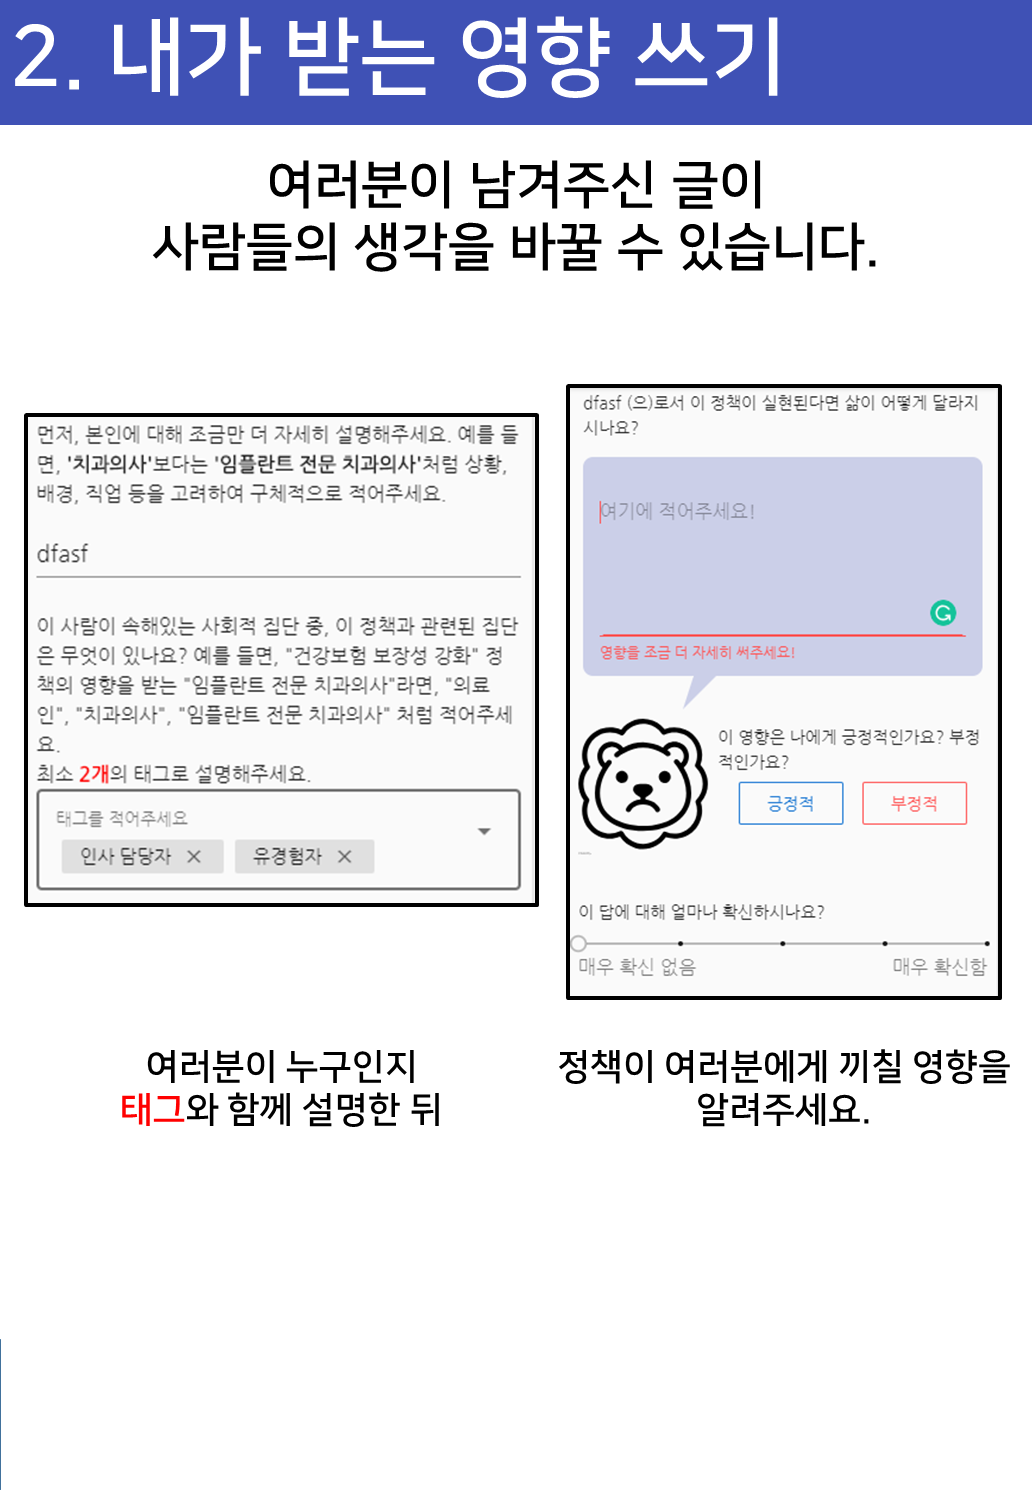 2. 내가 받는 영향 쓰기
여러분이 남겨주신 글이
사람들의 생각을 바꿀 수 있습니다.
먼저, 본인에 대해 조금만 더 자세히 설명해주세요. 예를 들
면, '치과의사'보다는 '임플란트 전문 치과의사'처럼 상황,
배경, 직업 등을 고려하여 구체적으로 적어주세요.
dfasf
이 사람이 속해있는 사회적 집단 중, 이 정책과 관련된 집단
은 무엇이 있나요? 예를 들면, "건강보험 보장성 강화" 정
책의 영향을 받는 "임플란트 전문 치과의사"라면, "의료
인", "치과의사", "임플란트 전문 치과의사" 처럼 적어주세
요.
최소 2개의 태그로 설명해주세요.
태그를 적어주세요
인사 담당자 ✕ 유경험자 ✕
여러분이 누구인지
태그와 함께 설명한 뒤
dfasf (으)로서 이 정책이 실현된다면 삶이 어떻게 달라지
시나요?
여기에 적어주세요!
영향을 조금 더 자세히 써주세요!
이 영향은 나에게 긍정적인가요? 부정
적인가요?
긍정적 부정적
이 답에 대해 얼마나 확신하시나요?
매우 확신 없음 매우 확신함
정책이 여러분에게 끼칠 영향을
알려주세요.